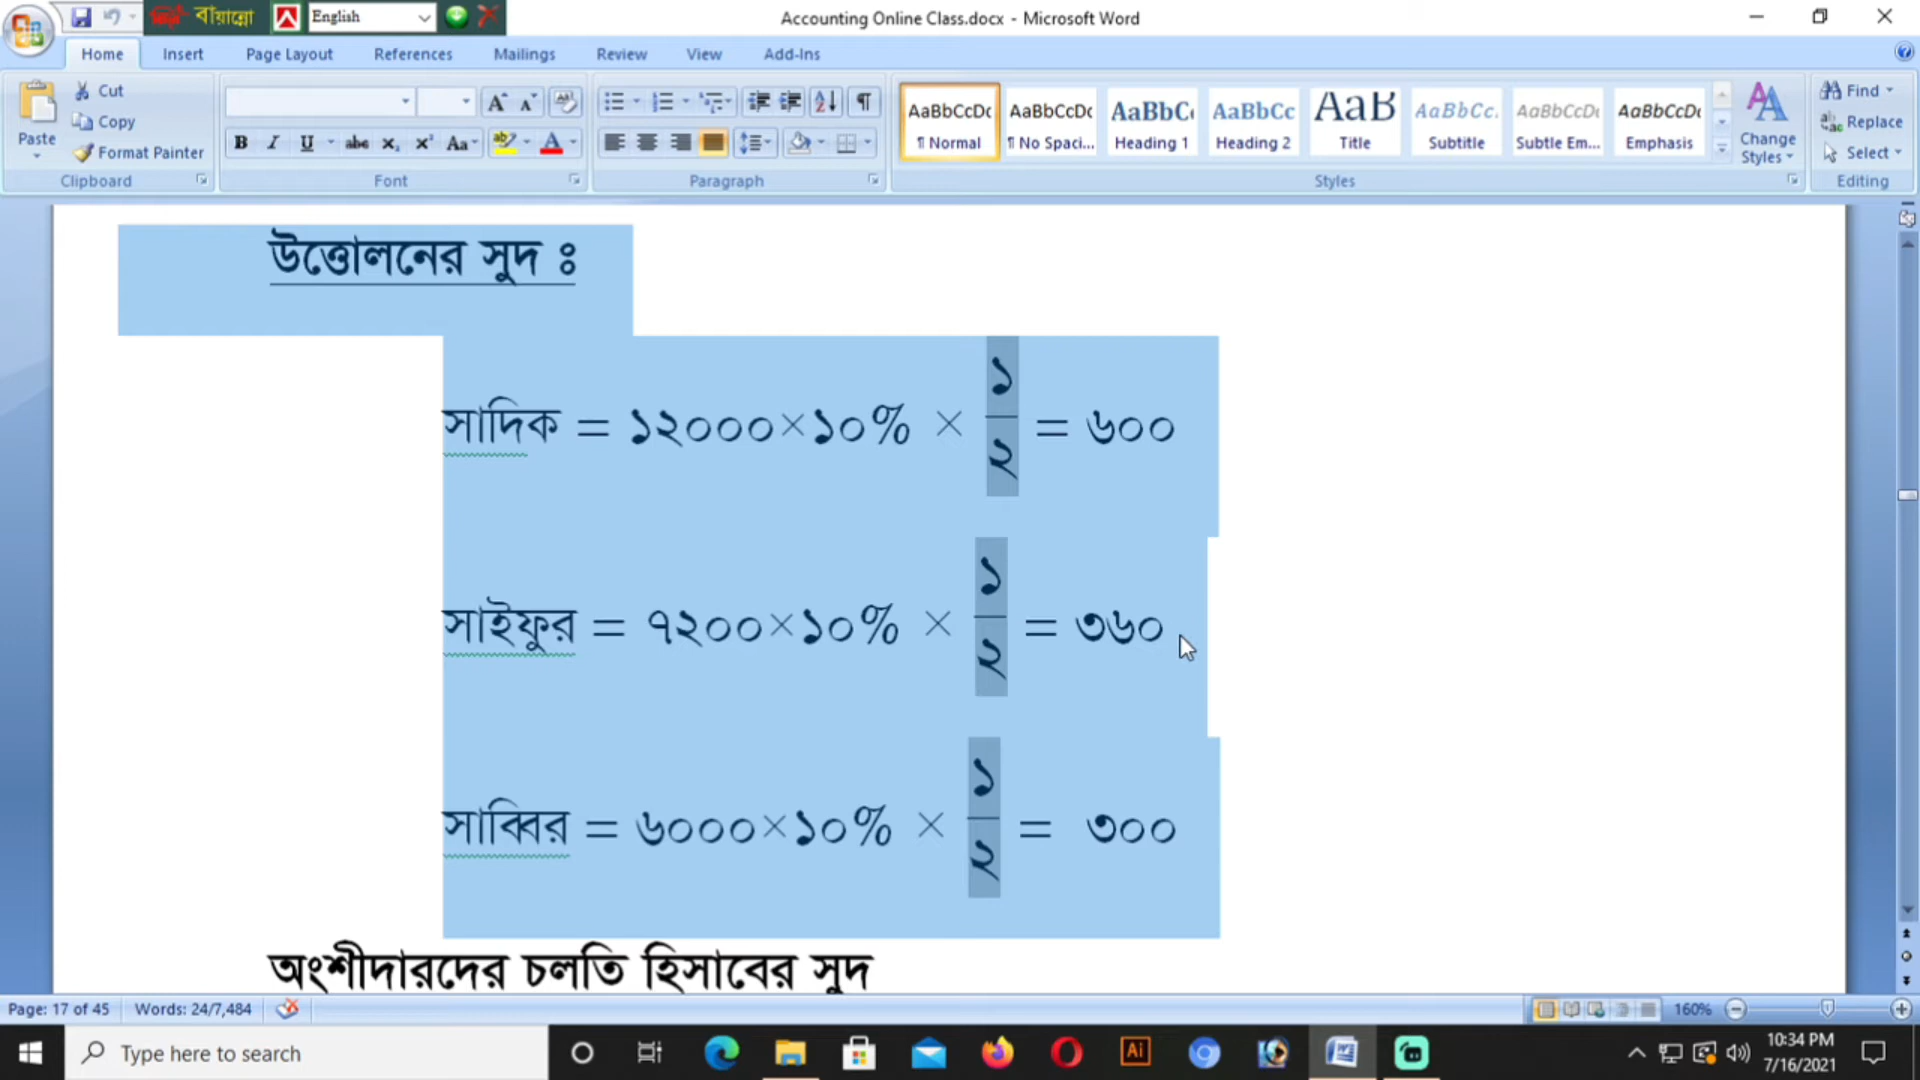 বায়ান্নো English Accounting Online Class.docx - Microsoft Word
Home Insert Page Layout References Mailings Review View Add-Ins
Paste Cut Copy Format Painter
Clipboard Font Paragraph Styles Editing
AaBbCcDc AaBbCcDc AaBbC AaBbCc AaB AaBbCc. AaBbCcDc AaBbCcDc
¶ Normal ¶ No Spaci... Heading 1 Heading 2 Title Subtitle Subtle Em... Emphasis
Change Styles
Find
Replace
Select
উত্তোলনের সুদ ঃ
সাদিক = ১২০০০×১০% × ১/২ = ৬০০
সাইফুর = ৭২০০×১০% × ১/২ = ৩৬০
সাব্বির = ৬০০০×১০% × ১/২ = ৩০০
অংশীদারদের চলতি হিসাবের সুদ
Page: 17 of 45 Words: 24/7,484 160%
Type here to search
10:34 PM
7/16/2021